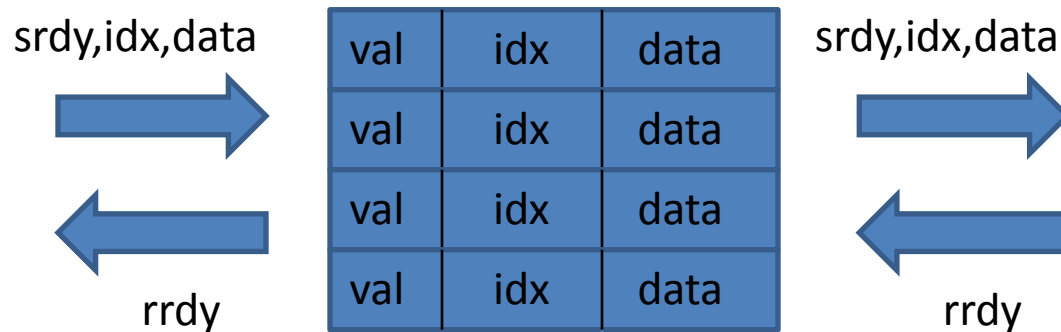 srdy,idx,data
val idx data
srdy,idx,data
val idx data
val idx data
val idx data
rrdy
rrdy